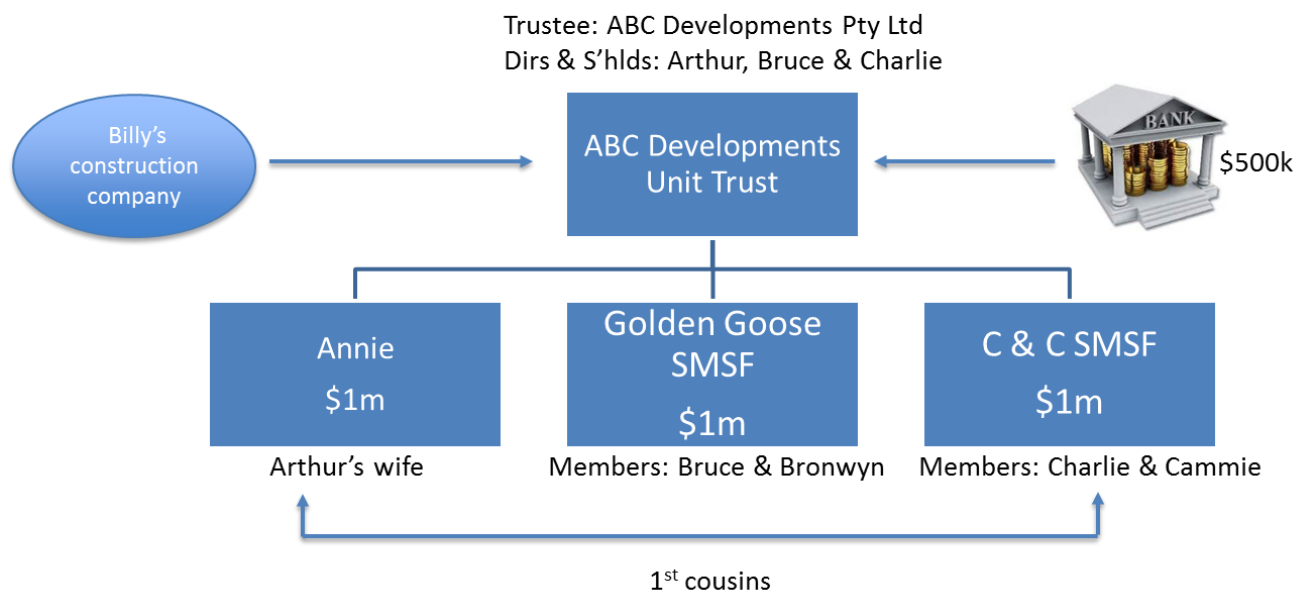 Trustee: ABC Developments Pty Ltd
Dirs & S’hlds: Arthur, Bruce & Charlie
Billy’s
construction
company
ABC Developments
Unit Trust
BANK
$500k
Annie
$1m
Golden Goose
SMSF
$1m
C & C SMSF
$1m
Arthur’s wife
Members: Bruce & Bronwyn
Members: Charlie & Cammie
1st cousins